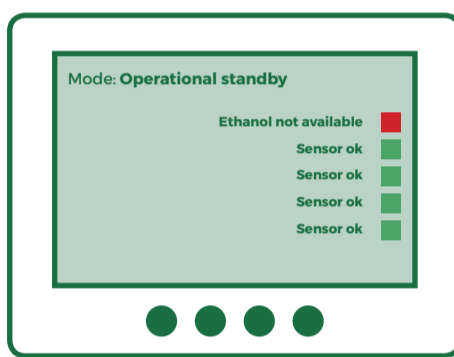 Mode: Operational standby
Ethanol not available
Sensor ok
Sensor ok
Sensor ok
Sensor ok